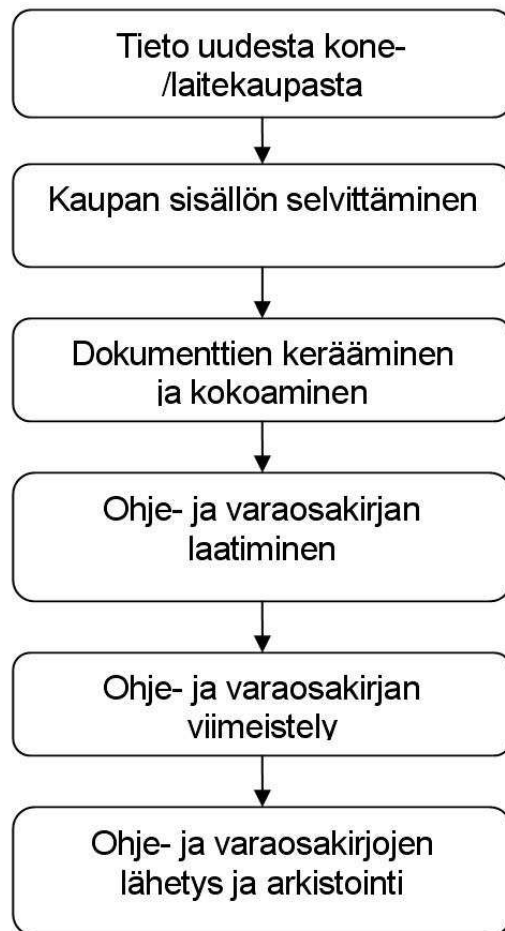 Tieto uudesta kone-
/laitekaupasta
Kaupan sisällön selvittäminen
Dokumenttien kerääminen
ja kokoaminen
Ohje- ja varaosakirjan
laatiminen
Ohje- ja varaosakirjan
viimeistely
Ohje- ja varaosakirjojen
lähetys ja arkistointi